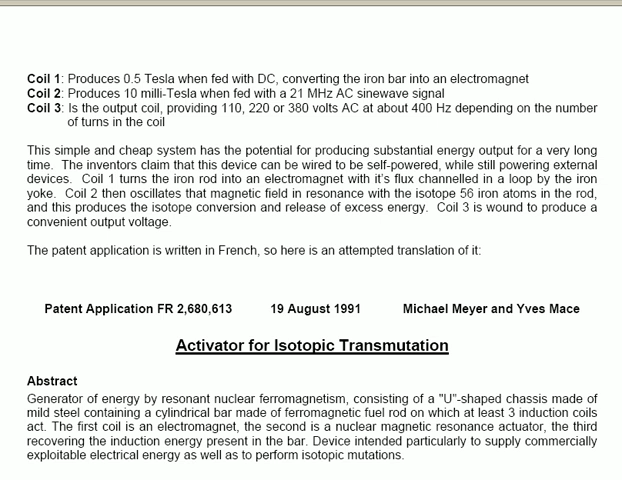 Coil 1: Produces 0.5 Tesla when fed with DC, converting the iron bar into an electromagnet
Coil 2: Produces 10 milli-Tesla when fed with a 21 MHz AC sinewave signal
Coil 3: Is the output coil, providing 110, 220 or 380 volts AC at about 400 Hz depending on the number
of turns in the coil
This simple and cheap system has the potential for producing substantial energy output for a very long
time. The inventors claim that this device can be wired to be self-powered, while still powering external
devices. Coil 1 turns the iron rod into an electromagnet with it's flux channelled in a loop by the iron
yoke. Coil 2 then oscillates that magnetic field in resonance with the isotope 56 iron atoms in the rod,
and this produces the isotope conversion and release of excess energy. Coil 3 is wound to produce a
convenient output voltage.
The patent application is written in French, so here is an attempted translation of it:
Patent Application FR 2,680,613 19 August 1991 Michael Meyer and Yves Mace
Activator for Isotopic Transmutation
Abstract
Generator of energy by resonant nuclear ferromagnetism, consisting of a "U"-shaped chassis made of
mild steel containing a cylindrical bar made of ferromagnetic fuel rod on which at least 3 induction coils
act. The first coil is an electromagnet, the second is a nuclear magnetic resonance actuator, the third
recovering the induction energy present in the bar. Device intended particularly to supply commercially
exploitable electrical energy as well as to perform isotopic mutations.